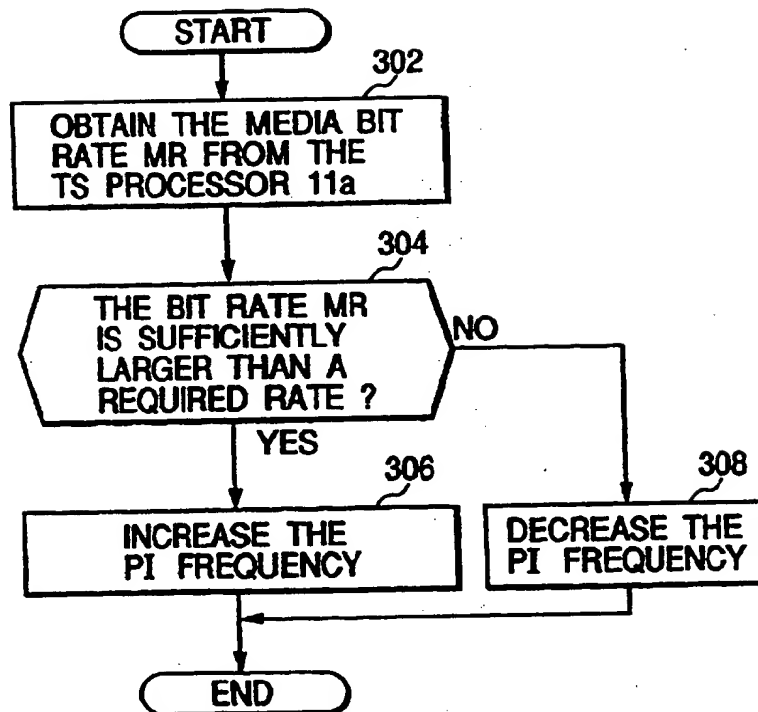 START
302
OBTAIN THE MEDIA BIT
RATE MR FROM THE
TS PROCESSOR 11a
304
THE BIT RATE MR
IS SUFFICIENTLY
LARGER THAN A
REQUIRED RATE ?
NO
YES
306
INCREASE THE
PI FREQUENCY
308
DECREASE THE
PI FREQUENCY
END